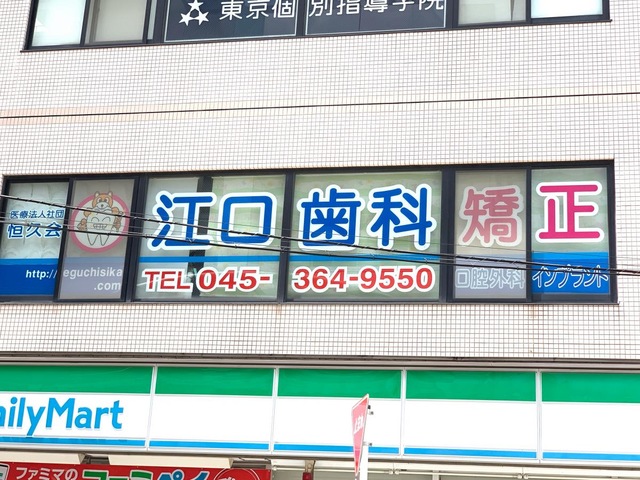 東京個別指導学院
医療法人社団
恒久会
江口歯科 矯正
http://eguchisika
.com
TEL 045-364-9550
口腔外科 インプラント
FamilyMart
ファミマの